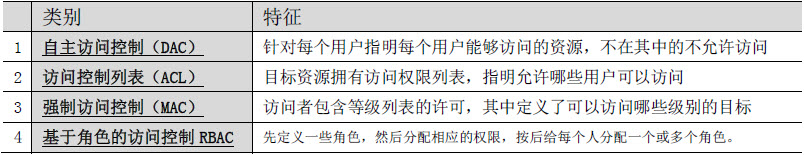 类别 特征
1 自主访问控制（DAC） 针对每个用户指明每个用户能够访问的资源，不在其中的不允许访问
2 访问控制列表（ACL） 目标资源拥有访问权限列表，指明允许哪些用户可以访问
3 强制访问控制（MAC） 访问者包含等级列表的许可，其中定义了可以访问哪些级别的目标
4 基于角色的访问控制 RBAC 先定义一些角色，然后分配相应的权限，按后给每个人分配一个或多个角色。